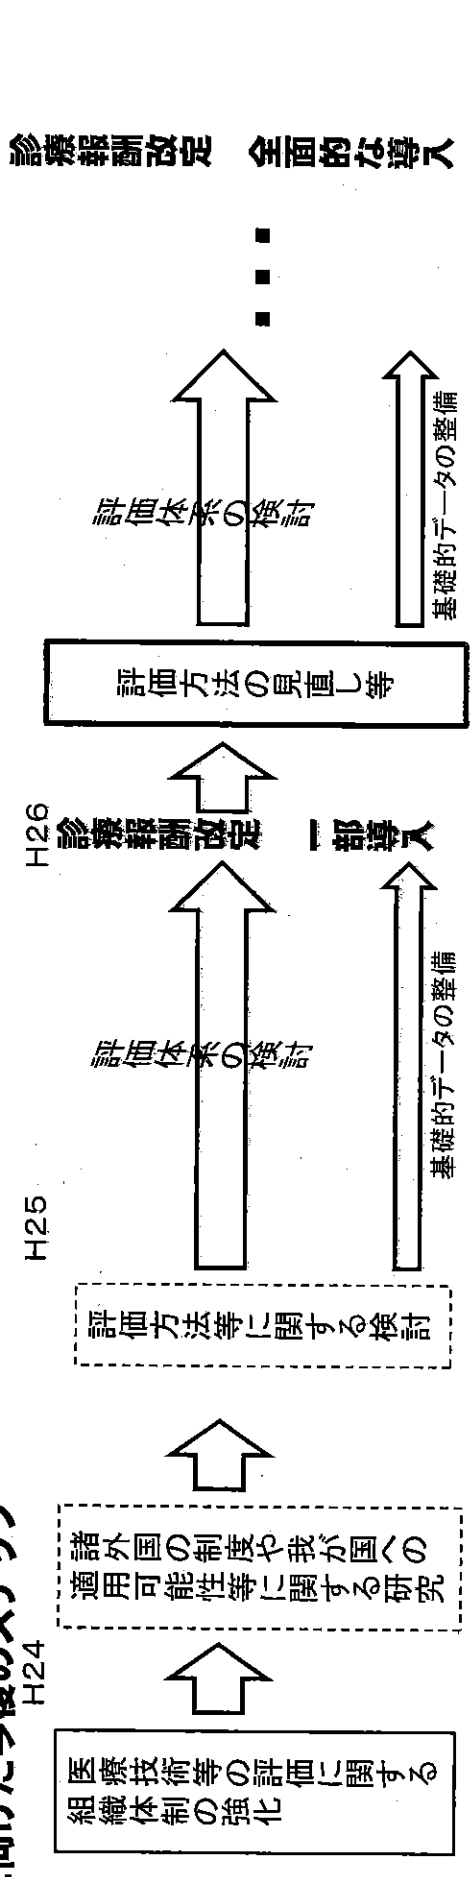 向けた今後のステップ
H24
医療技術等の評価に関する
組織体制の強化
諸外国の制度や我が国への
適用可能性等に関する研究
評価方法等に関する検討
H25
評価体系の検討
基礎的データの整備
H26
診療報酬改定　一部導入
評価方法の見直し等
評価体系の検討
基礎的データの整備
診療報酬改定　全面的な導入